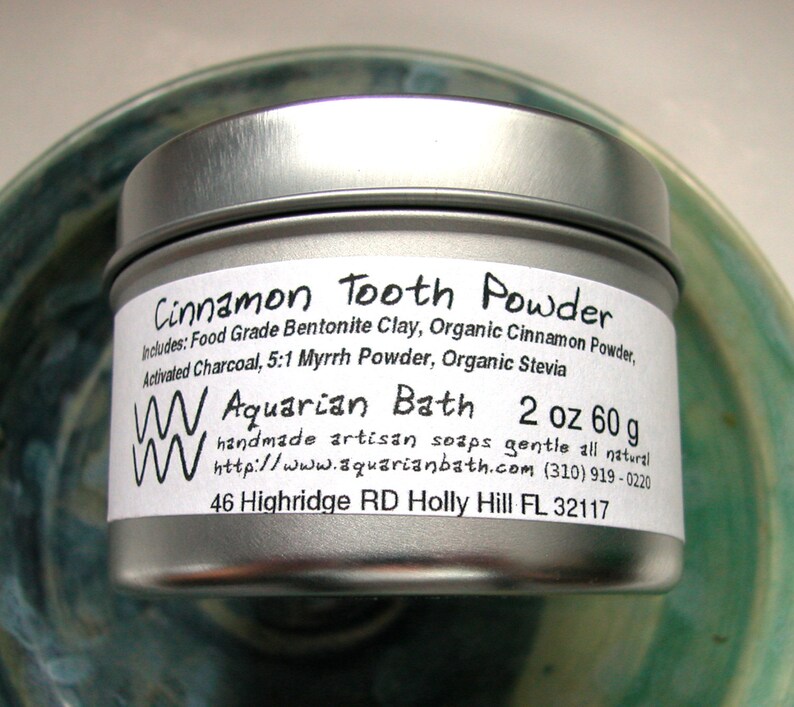 Cinnamon Tooth Powder
Includes: Food Grade Bentonite Clay, Organic Cinnamon Powder,
Activated Charcoal, 5:1 Myrrh Powder, Organic Stevia
Aquarian Bath 2 oz 60 g
handmade artisan soaps gentle all natural
http://www.aquarianbath.com (310) 919-0220
46 Highridge RD Holly Hill FL 32117